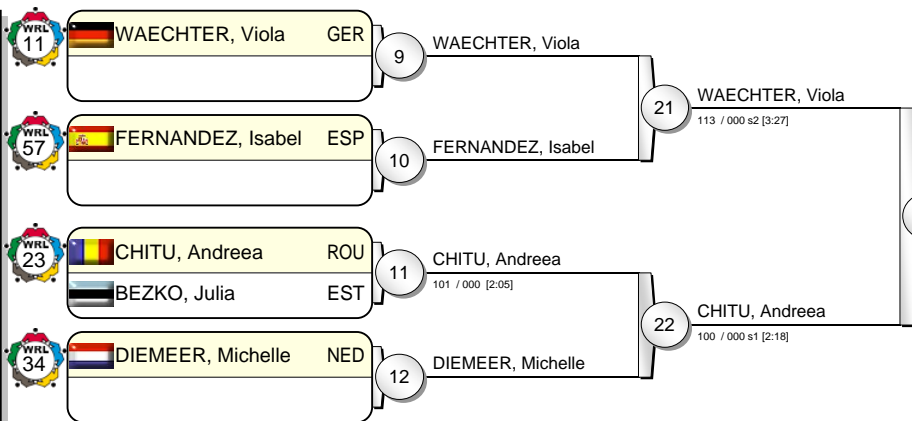 WRL
11
WAECHTER, Viola GER
9
WAECHTER, Viola
21
WAECHTER, Viola
113 / 000 s2 [3:27]
WRL
57
FERNANDEZ, Isabel ESP
10
FERNANDEZ, Isabel
WRL
23
CHITU, Andreea ROU
BEZKO, Julia EST
11
CHITU, Andreea
101 / 000 [2:05]
22
CHITU, Andreea
100 / 000 s1 [2:18]
WRL
34
DIEMEER, Michelle NED
12
DIEMEER, Michelle